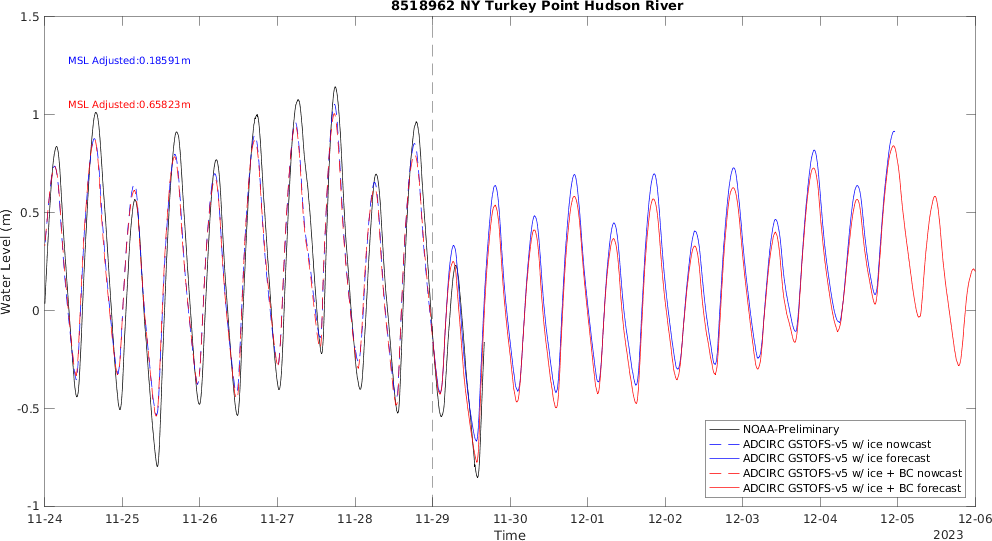 8518962 NY Turkey Point Hudson River
1.5
MSL Adjusted:0.18591m
MSL Adjusted:0.65823m
1
0.5
0
-0.5
-1
Water Level (m)
NOAA-Preliminary
ADCIRC GSTOFS-v5 w/ ice nowcast
ADCIRC GSTOFS-v5 w/ ice forecast
ADCIRC GSTOFS-v5 w/ ice + BC nowcast
ADCIRC GSTOFS-v5 w/ ice + BC forecast
11-24 11-25 11-26 11-27 11-28 11-29 11-30 12-01 12-02 12-03 12-04 12-05 12-06
Time
2023